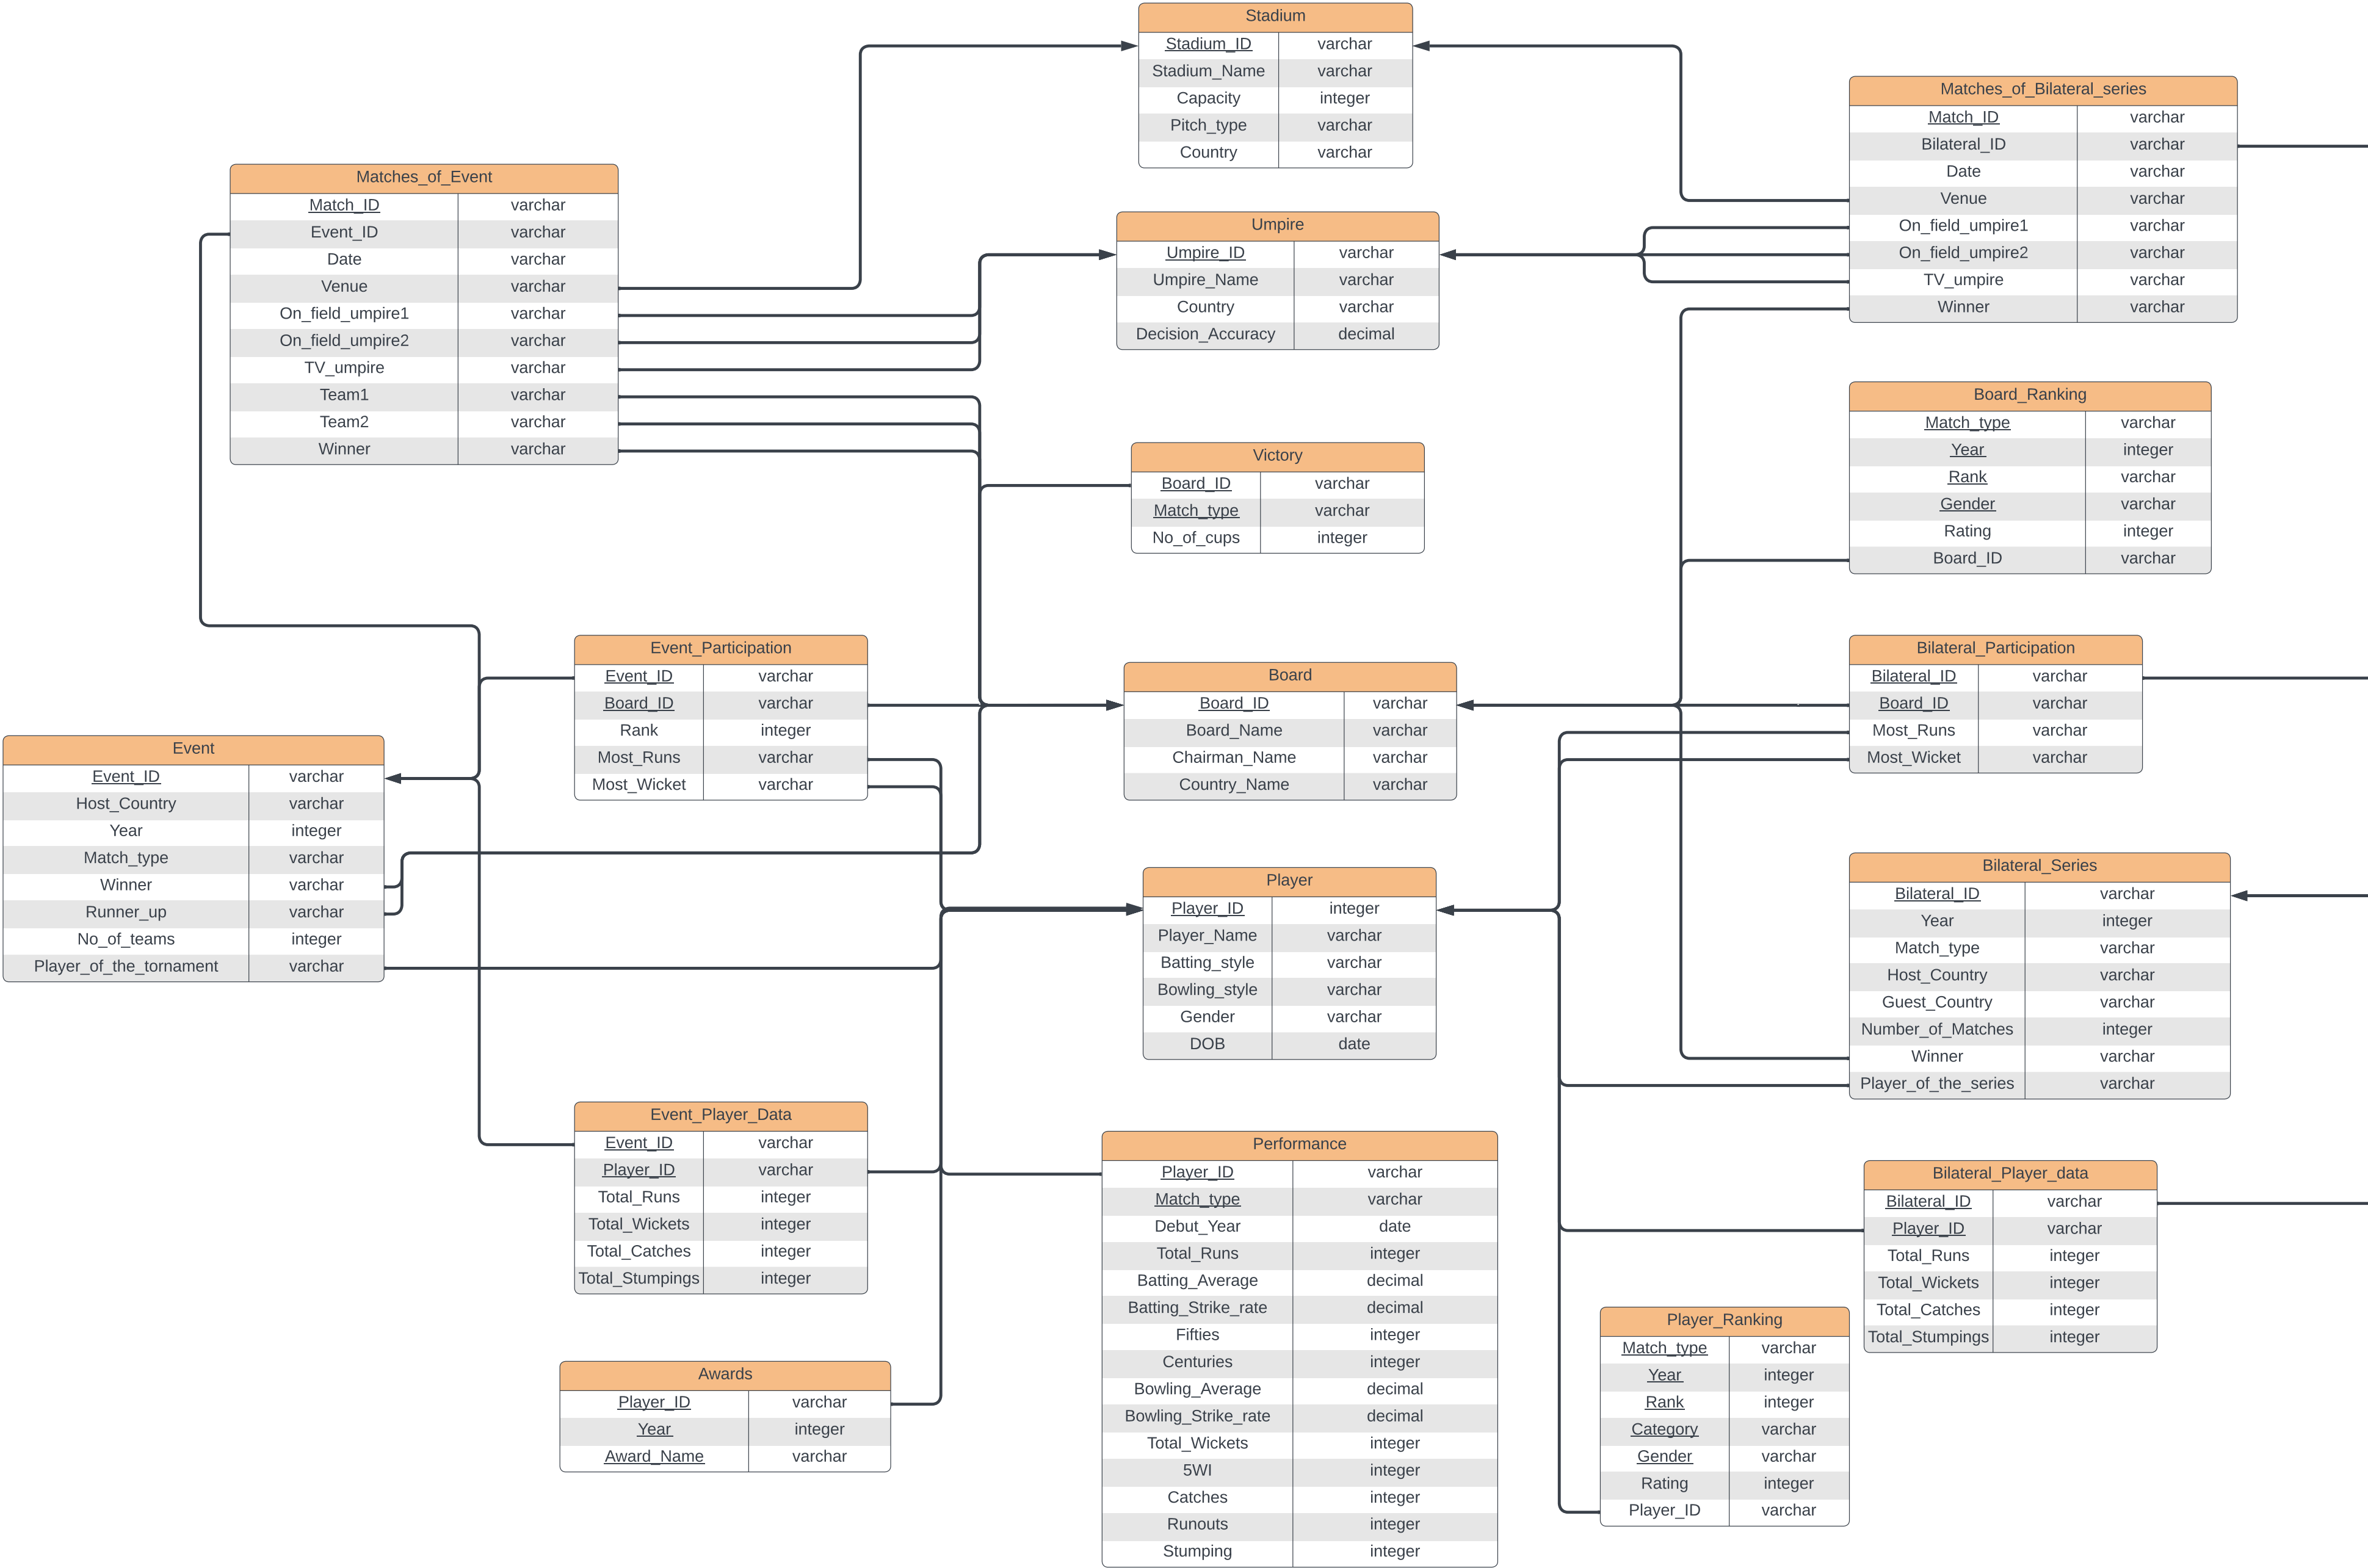 Stadium
Stadium_ID varchar
Stadium_Name varchar
Capacity integer
Pitch_type varchar
Country varchar
Matches_of_Bilateral_series
Match_ID varchar
Bilateral_ID varchar
Date varchar
Venue varchar
On_field_umpire1 varchar
On_field_umpire2 varchar
TV_umpire varchar
Winner varchar
Matches_of_Event
Match_ID varchar
Event_ID varchar
Date varchar
Venue varchar
On_field_umpire1 varchar
On_field_umpire2 varchar
TV_umpire varchar
Team1 varchar
Team2 varchar
Winner varchar
Umpire
Umpire_ID varchar
Umpire_Name varchar
Country varchar
Decision_Accuracy decimal
Board_Ranking
Match_type varchar
Year integer
Rank varchar
Gender varchar
Rating integer
Board_ID varchar
Victory
Board_ID varchar
Match_type varchar
No_of_cups integer
Event_Participation
Event_ID varchar
Board_ID varchar
Rank integer
Most_Runs varchar
Most_Wicket varchar
Board
Board_ID varchar
Board_Name varchar
Chairman_Name varchar
Country_Name varchar
Bilateral_Participation
Bilateral_ID varchar
Board_ID varchar
Most_Runs varchar
Most_Wicket varchar
Event
Event_ID varchar
Host_Country varchar
Year integer
Match_type varchar
Winner varchar
Runner_up varchar
No_of_teams integer
Player_of_the_tornament varchar
Player
Player_ID integer
Player_Name varchar
Batting_style varchar
Bowling_style varchar
Gender varchar
DOB date
Bilateral_Series
Bilateral_ID varchar
Year integer
Match_type varchar
Host_Country varchar
Guest_Country varchar
Number_of_Matches integer
Winner varchar
Player_of_the_series varchar
Event_Player_Data
Event_ID varchar
Player_ID varchar
Total_Runs integer
Total_Wickets integer
Total_Catches integer
Total_Stumpings integer
Performance
Player_ID varchar
Match_type varchar
Debut_Year date
Total_Runs integer
Batting_Average decimal
Batting_Strike_rate decimal
Fifties integer
Centuries integer
Bowling_Average decimal
Bowling_Strike_rate decimal
Total_Wickets integer
5WI integer
Catches integer
Runouts integer
Stumping integer
Bilateral_Player_data
Bilateral_ID varchar
Player_ID varchar
Total_Runs integer
Total_Wickets integer
Total_Catches integer
Total_Stumpings integer
Player_Ranking
Match_type varchar
Year integer
Rank integer
Category varchar
Gender varchar
Rating integer
Player_ID varchar
Awards
Player_ID varchar
Year integer
Award_Name varchar